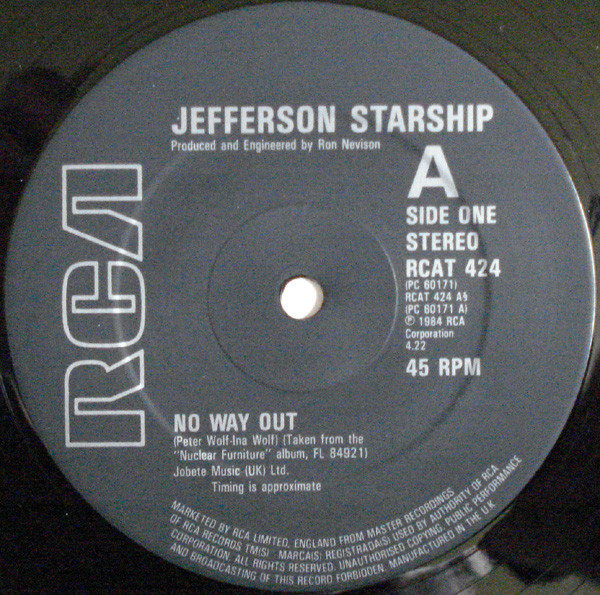 RCA
JEFFERSON STARSHIP
Produced and Engineered by Ron Nevison
A
SIDE ONE
STEREO
RCAT 424
(PC 60171)
RCAT 424 A§
(PC 60171 A)
℗ 1984 RCA
Corporation
4.22
45 RPM
NO WAY OUT
(Peter Wolf-Ina Wolf) (Taken from the
"Nuclear Furniture" album, FL 84921)
Jobete Music (UK) Ltd.
Timing is approximate
MARKETED BY RCA LIMITED, ENGLAND FROM MASTER RECORDINGS
OF RCA RECORDS TM(S) MARCA(S) REGISTRADA(S) USED BY AUTHORITY OF RCA
CORPORATION. ALL RIGHTS RESERVED. UNAUTHORISED COPYING, PUBLIC PERFORMANCE
AND BROADCASTING OF THIS RECORD FORBIDDEN. MANUFACTURED IN THE U.K